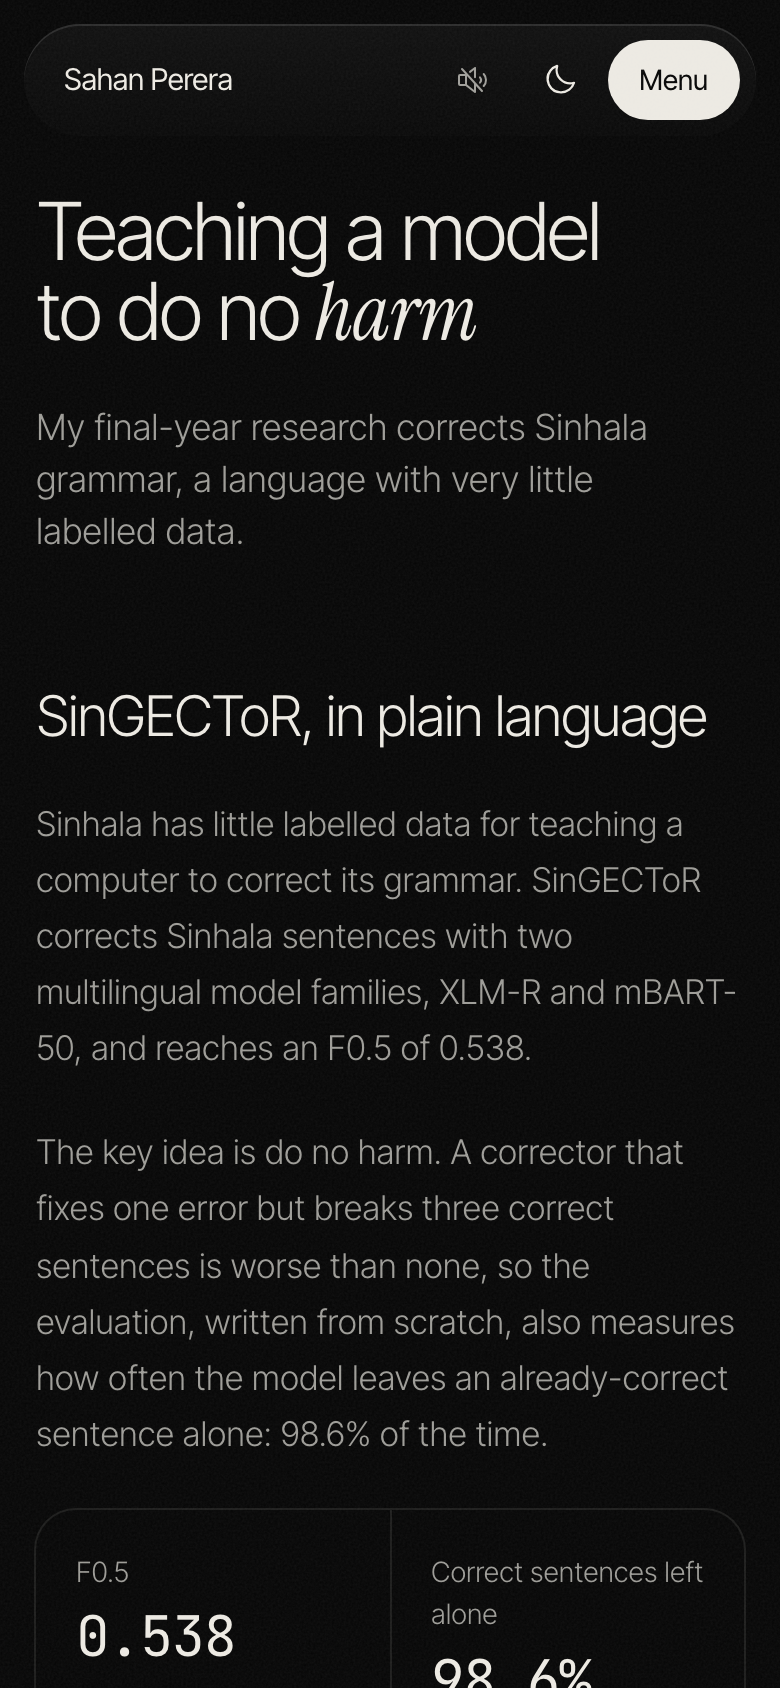 Sahan Perera
Menu
Teaching a model
to do no harm
My final-year research corrects Sinhala
grammar, a language with very little
labelled data.
SinGECToR, in plain language
Sinhala has little labelled data for teaching a
computer to correct its grammar. SinGECToR
corrects Sinhala sentences with two
multilingual model families, XLM-R and mBART-
50, and reaches an F0.5 of 0.538.
The key idea is do no harm. A corrector that
fixes one error but breaks three correct
sentences is worse than none, so the
evaluation, written from scratch, also measures
how often the model leaves an already-correct
sentence alone: 98.6% of the time.
F0.5
0.538
Correct sentences left
alone
98.6%